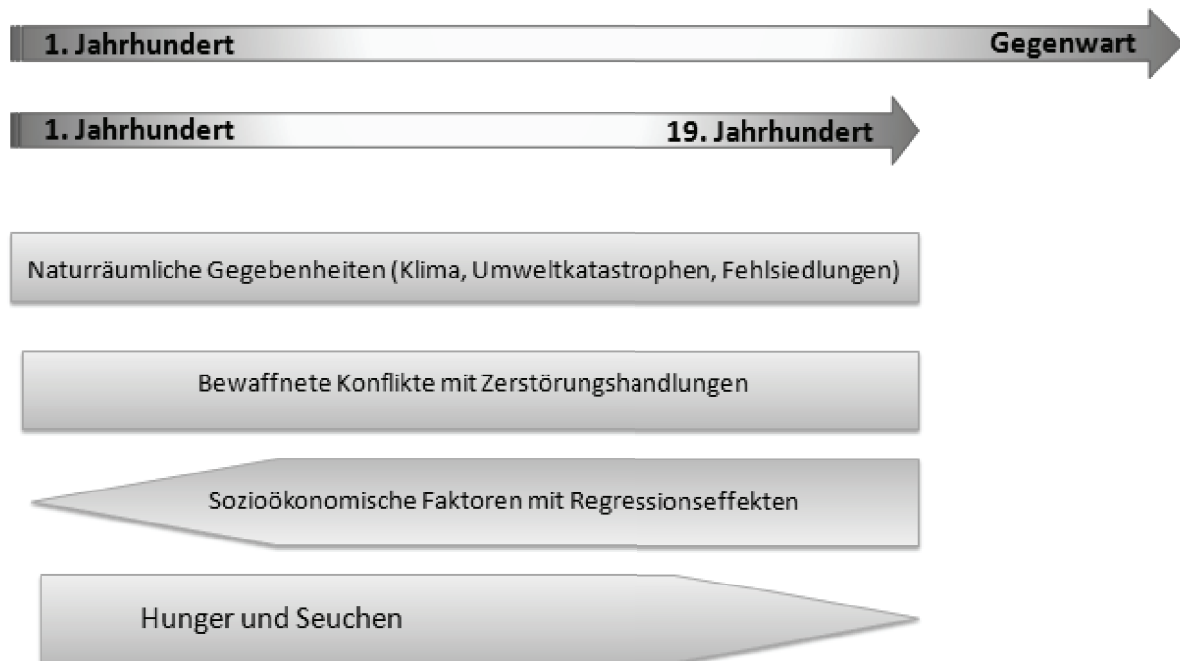 1. Jahrhundert Gegenwart
1. Jahrhundert 19. Jahrhundert
Naturräumliche Gegebenheiten (Klima, Umweltkatastrophen, Fehlsiedlungen)
Bewaffnete Konflikte mit Zerstörungshandlungen
Sozioökonomische Faktoren mit Regressionseffekten
Hunger und Seuchen